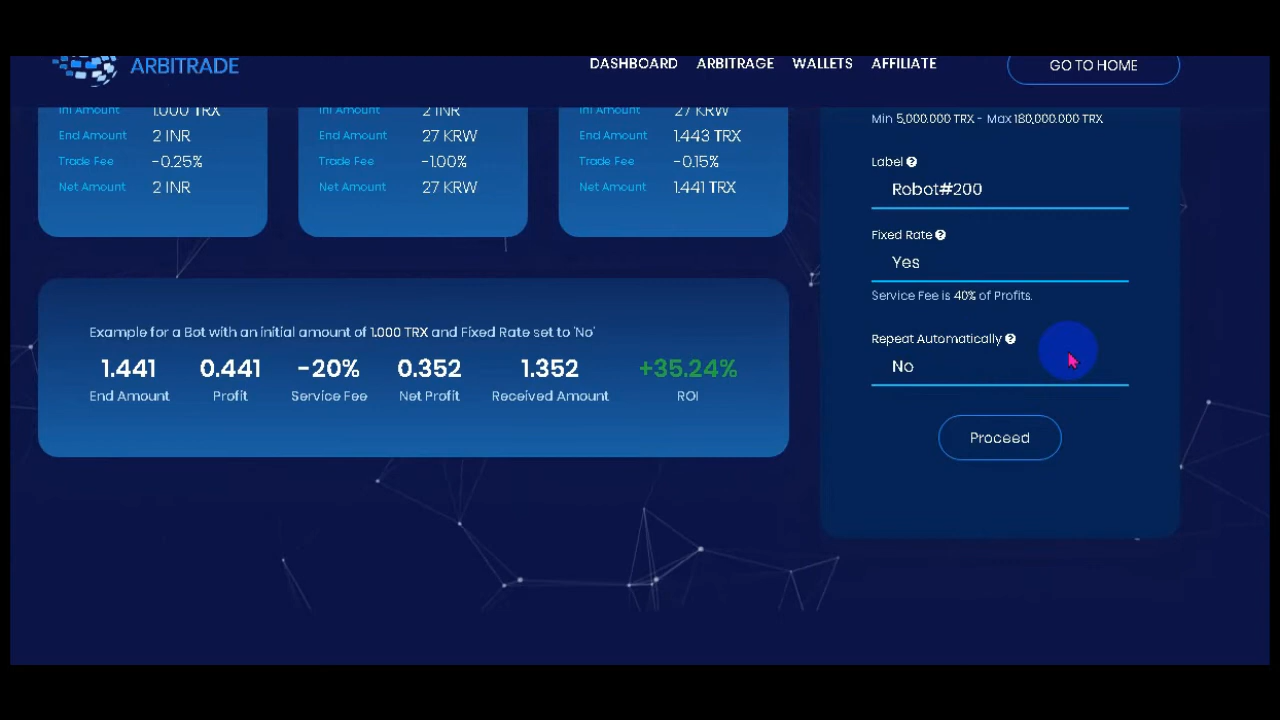 ARBITRADE
DASHBOARD ARBITRAGE WALLETS AFFILIATE GO TO HOME
Ini Amount 1.000 TRX
End Amount 2 INR
Trade Fee -0.25%
Net Amount 2 INR
Ini Amount 2 INR
End Amount 27 KRW
Trade Fee -1.00%
Net Amount 27 KRW
Ini Amount 27 KRW
End Amount 1.443 TRX
Trade Fee -0.15%
Net Amount 1.441 TRX
Example for a Bot with an initial amount of 1.000 TRX and Fixed Rate set to 'No'
1.441 0.441 -20% 0.352 1.352 +35.24%
End Amount Profit Service Fee Net Profit Received Amount ROI
Min 5,000.000 TRX - Max 180,000.000 TRX
Label
Robot#200
Fixed Rate
Yes
Service Fee is 40% of Profits.
Repeat Automatically
No
Proceed